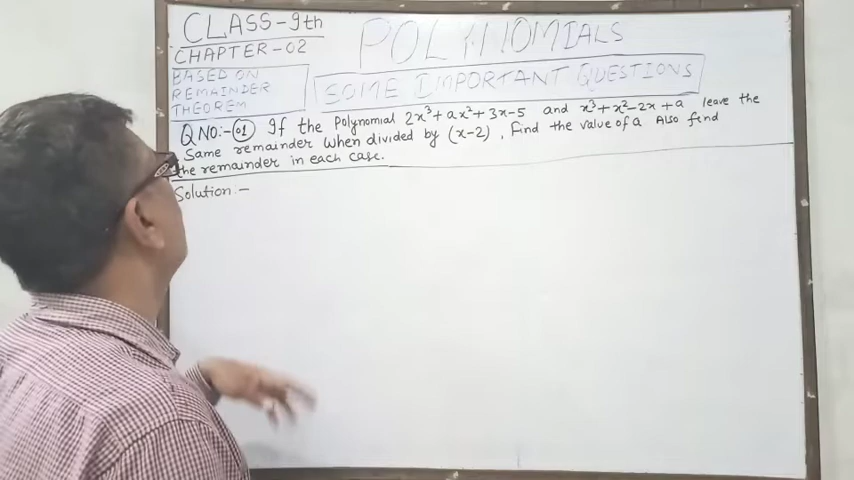 CLASS-9th
CHAPTER-02
POLYNOMIALS
BASED ON
REMAINDER
THEOREM
SOME IMPORTANT QUESTIONS
Q NO:-01 If the Polynomial 2x³+ax²+3x-5 and x³+x²-2x+a leave the
Same remainder When divided by (x-2), Find the value of a Also find
the remainder in each case.
Solution:-